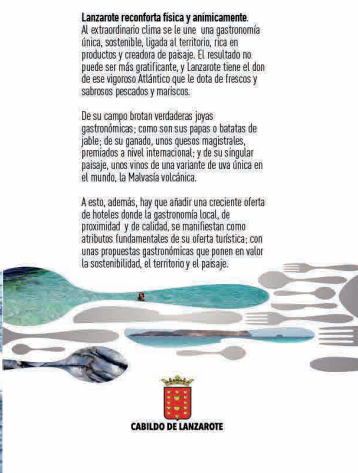 Lanzarote reconforta física y anímicamente.
Al extraordinario clima se le une  una gastronomía
única, sostenible, ligada al territorio, rica en
productos y creadora de paisaje. El resultado no
puede ser más gratificante, y Lanzarote tiene el don
de ese vigoroso Atlántico que le dota de frescos y
sabrosos pescados y mariscos.
De su campo brotan verdaderas joyas
gastronómicas; como son sus papas o batatas de
jable; de su ganado, unos quesos magistrales,
premiados a nivel internacional; y de su singular
paisaje, unos vinos de una variante de uva única en
el mundo, la Malvasía volcánica.
A esto, además, hay que añadir una creciente oferta
de hoteles donde la gastronomía local, de
proximidad  y de calidad, se manifiestan como
atributos fundamentales de su oferta turística; con
unas propuestas gastronómicas que ponen en valor
la sostenibilidad, el territorio y el paisaje.
CABILDO DE LANZAROTE